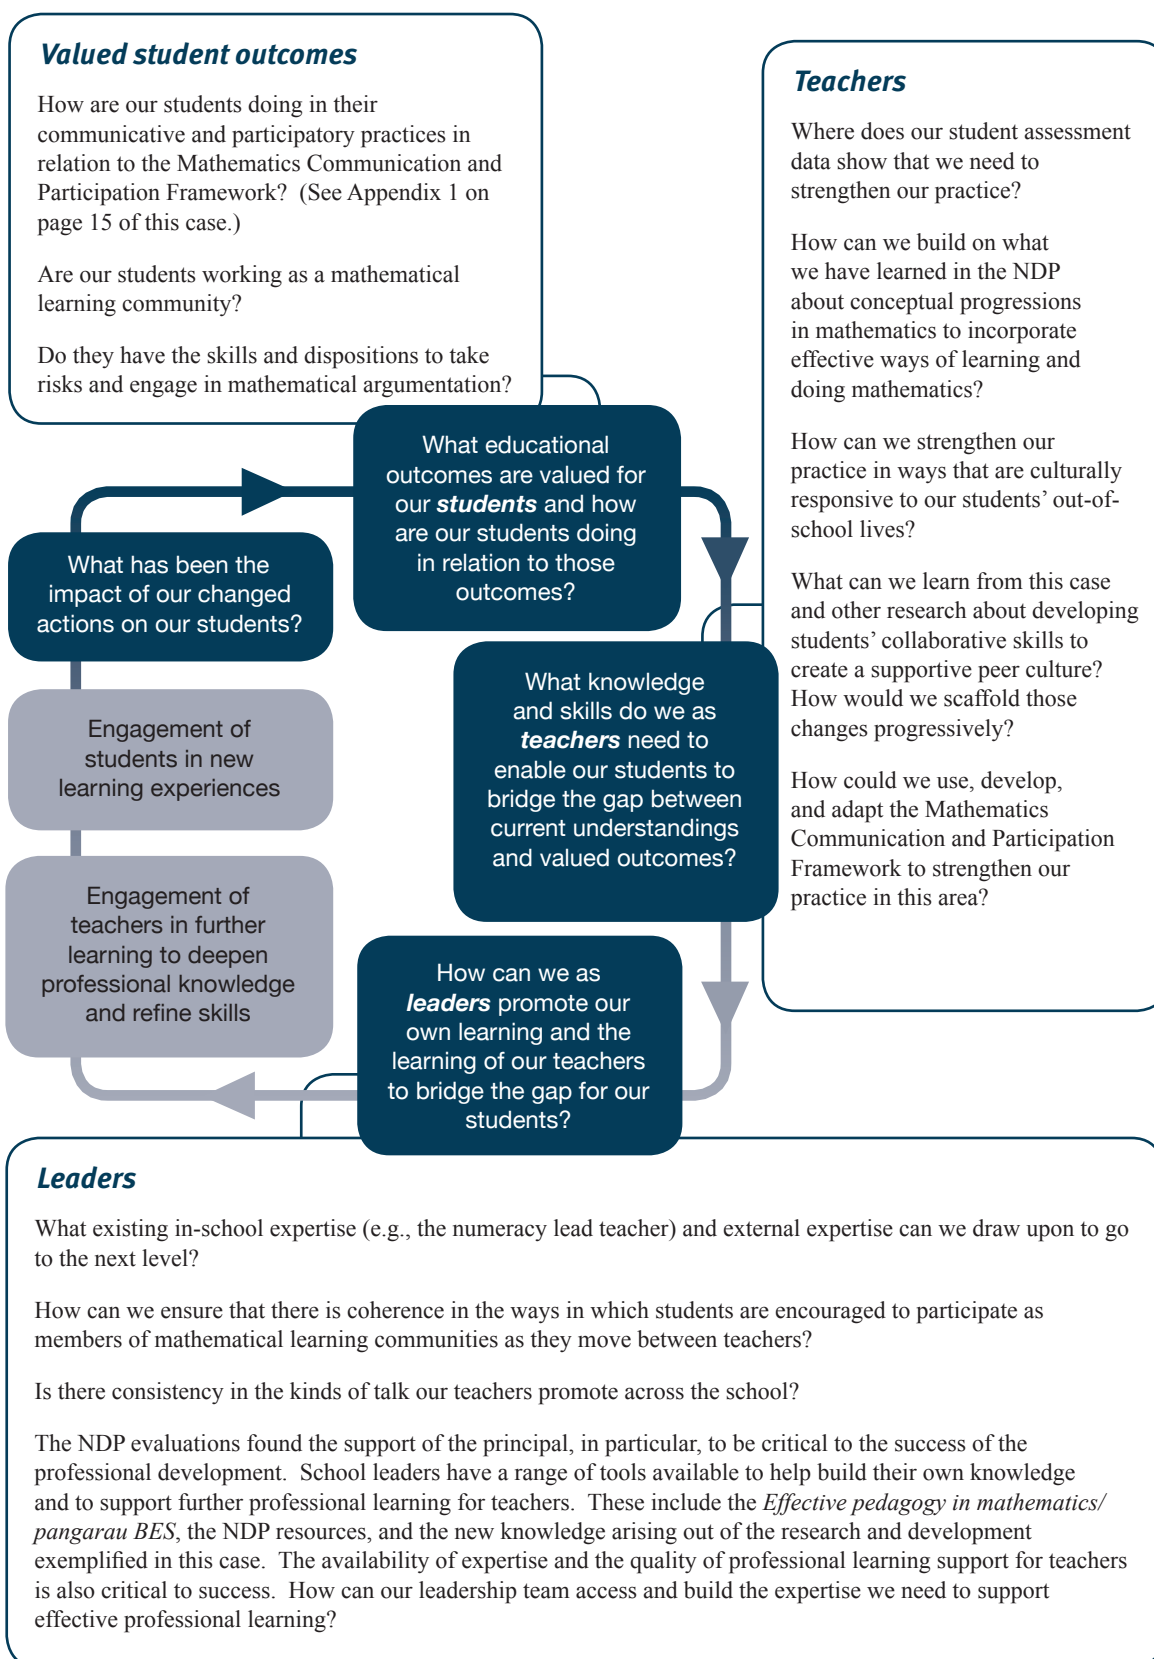 Valued student outcomes
How are our students doing in their
communicative and participatory practices in
relation to the Mathematics Communication and
Participation Framework?  (See Appendix 1 on
page 15 of this case.)
Are our students working as a mathematical
learning community?
Do they have the skills and dispositions to take
risks and engage in mathematical argumentation?
Teachers
Where does our student assessment
data show that we need to
strengthen our practice?
How can we build on what
we have learned in the NDP
about conceptual progressions
in mathematics to incorporate
effective ways of learning and
doing mathematics?
How can we strengthen our
practice in ways that are culturally
responsive to our students' out-of-
school lives?
What can we learn from this case
and other research about developing
students' collaborative skills to
create a supportive peer culture?
How would we scaffold those
changes progressively?
How could we use, develop,
and adapt the Mathematics
Communication and Participation
Framework to strengthen our
practice in this area?
What educational
outcomes are valued for
our students and how
are our students doing
in relation to those
outcomes?
What knowledge
and skills do we as
teachers need to
enable our students to
bridge the gap between
current understandings
and valued outcomes?
How can we as
leaders promote our
own learning and the
learning of our teachers
to bridge the gap for our
students?
Engagement of
teachers in further
learning to deepen
professional knowledge
and refine skills
Engagement of
students in new
learning experiences
What has been the
impact of our changed
actions on our students?
Leaders
What existing in-school expertise (e.g., the numeracy lead teacher) and external expertise can we draw upon to go
to the next level?
How can we ensure that there is coherence in the ways in which students are encouraged to participate as
members of mathematical learning communities as they move between teachers?
Is there consistency in the kinds of talk our teachers promote across the school?
The NDP evaluations found the support of the principal, in particular, to be critical to the success of the
professional development.  School leaders have a range of tools available to help build their own knowledge
and to support further professional learning for teachers.  These include the Effective pedagogy in mathematics/
pangarau BES, the NDP resources, and the new knowledge arising out of the research and development
exemplified in this case.  The availability of expertise and the quality of professional learning support for teachers
is also critical to success.  How can our leadership team access and build the expertise we need to support
effective professional learning?